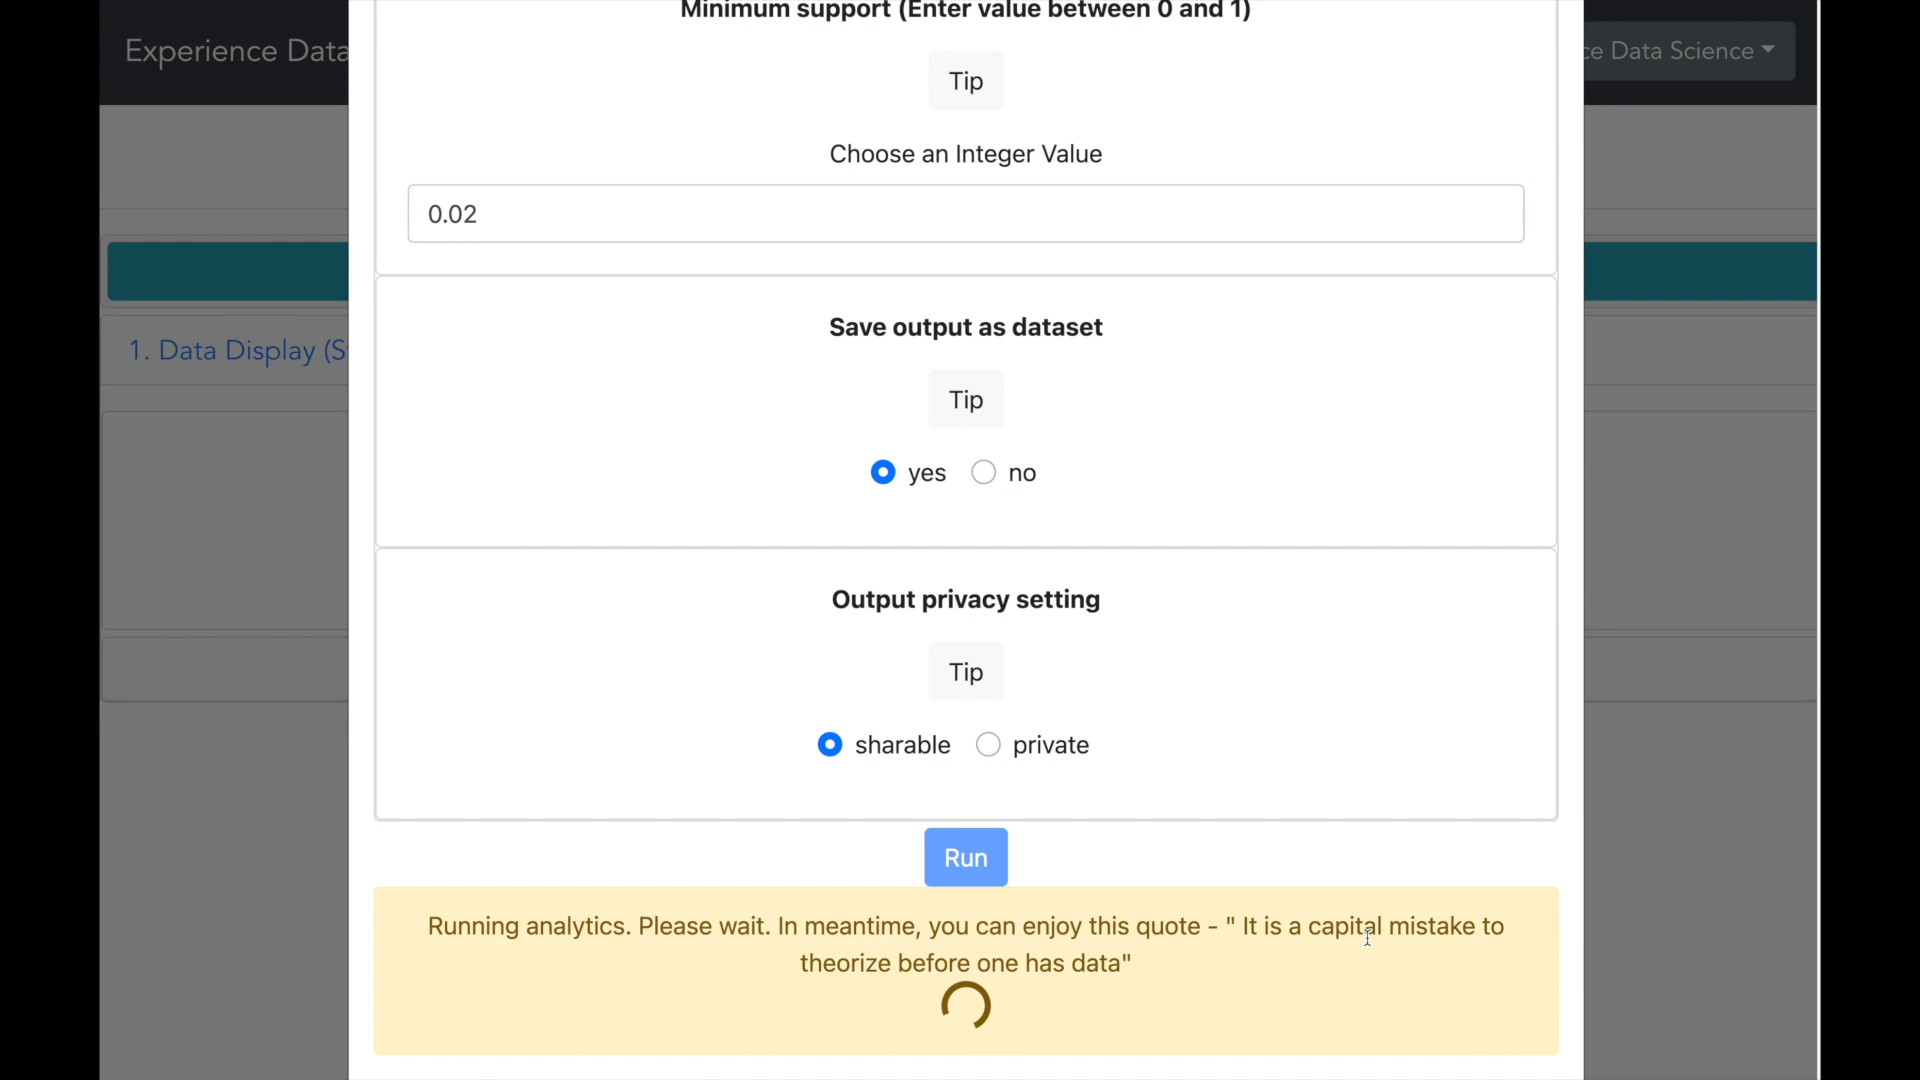 Minimum support (Enter value between 0 and 1)
Experience Data
ce Data Science
Tip
Choose an Integer Value
0.02
Save output as dataset
1. Data Display (S
Tip
yes no
Output privacy setting
Tip
sharable private
Run
Running analytics. Please wait. In meantime, you can enjoy this quote - " It is a capital mistake to
theorize before one has data"